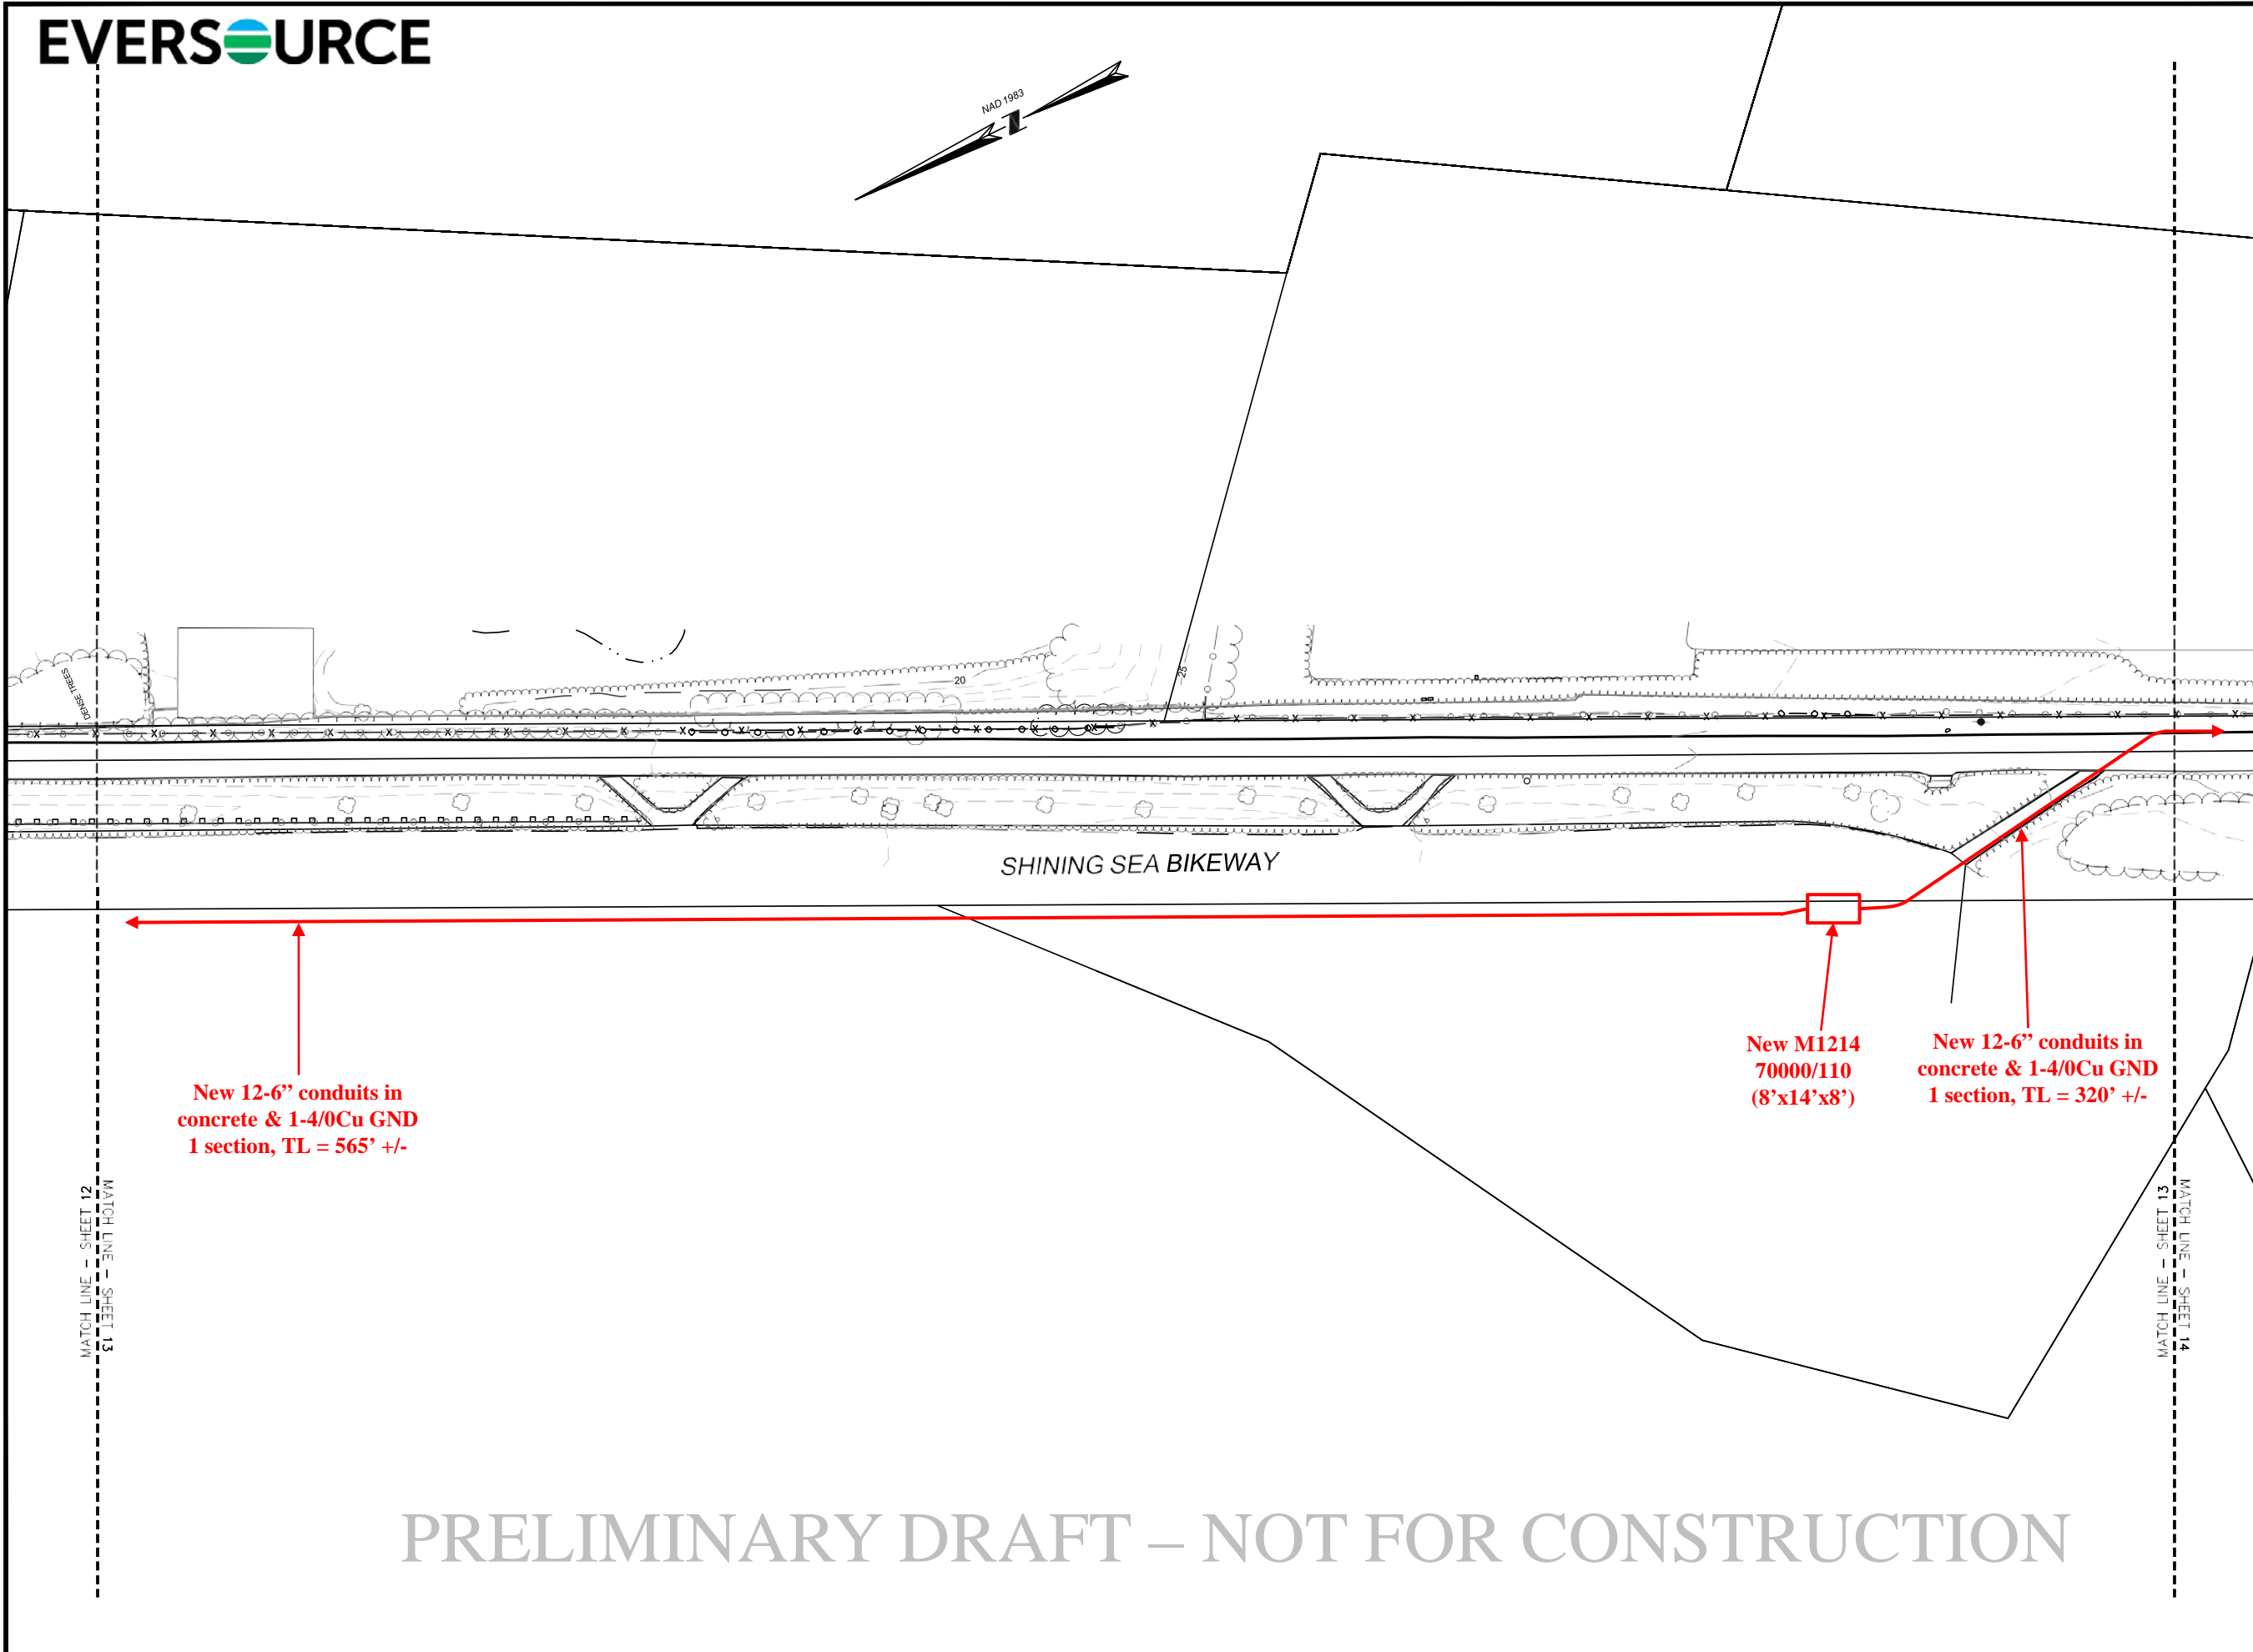 EVERSOURCE
NAD 1983
N
DENSE TREES
20
25
SHINING SEA BIKEWAY
New 12-6” conduits in
concrete & 1-4/0Cu GND
1 section, TL = 565’ +/-
New M1214
70000/110
(8’x14’x8’)
New 12-6” conduits in
concrete & 1-4/0Cu GND
1 section, TL = 320’ +/-
MATCH LINE - SHEET 12
MATCH LINE - SHEET 13
MATCH LINE - SHEET 13
MATCH LINE - SHEET 14
PRELIMINARY DRAFT – NOT FOR CONSTRUCTION